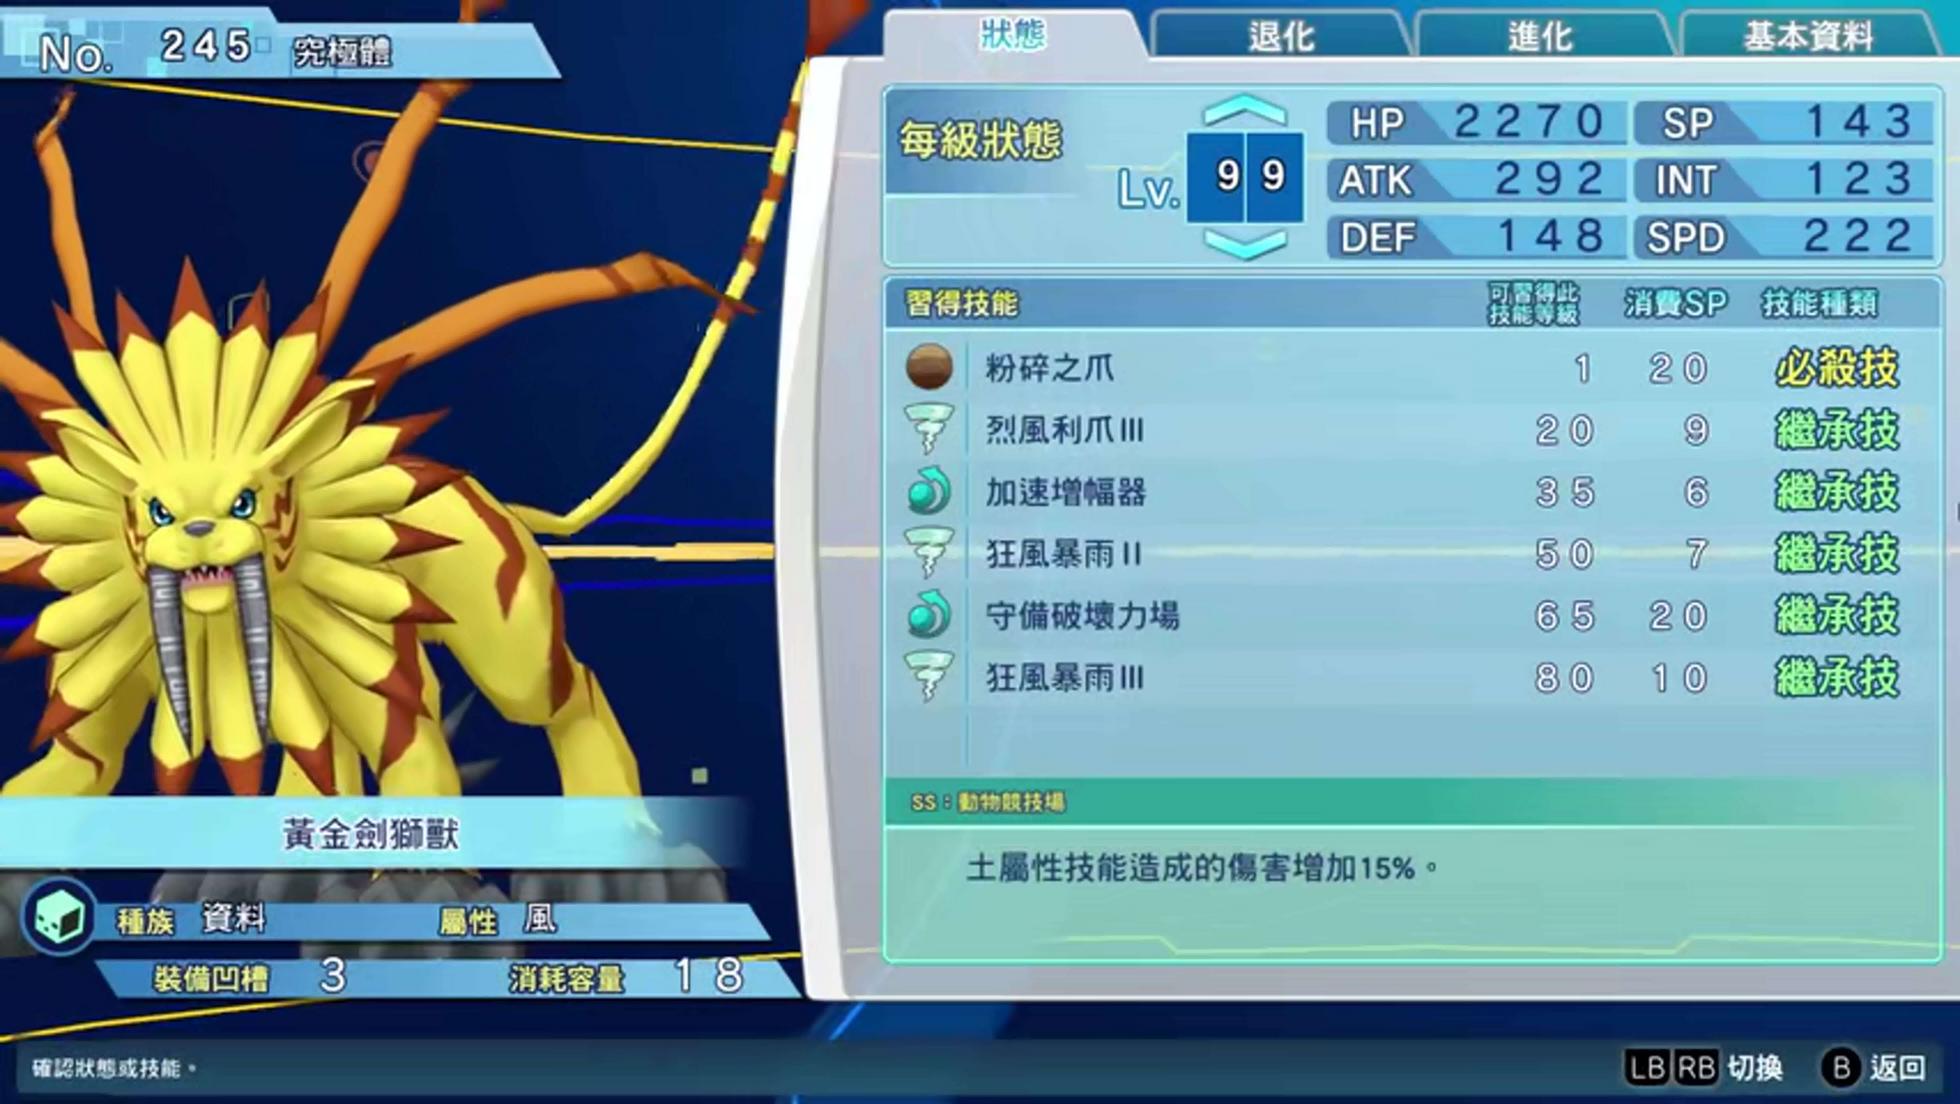 No. 245 究極體
狀態 退化 進化 基本資料
每級狀態
Lv. 99
HP 2270 SP 143
ATK 292 INT 123
DEF 148 SPD 222
習得技能 可習得此技能等級 消費SP 技能種類
粉碎之爪 1 20 必殺技
烈風利爪III 20 9 繼承技
加速增幅器 35 6 繼承技
狂風暴雨II 50 7 繼承技
守備破壞力場 65 20 繼承技
狂風暴雨III 80 10 繼承技
SS：動物競技場
土屬性技能造成的傷害增加15%。
黃金劍獅獸
種族 資料 屬性 風
裝備凹槽 3 消耗容量 18
確認狀態或技能。
LB RB 切換 B 返回